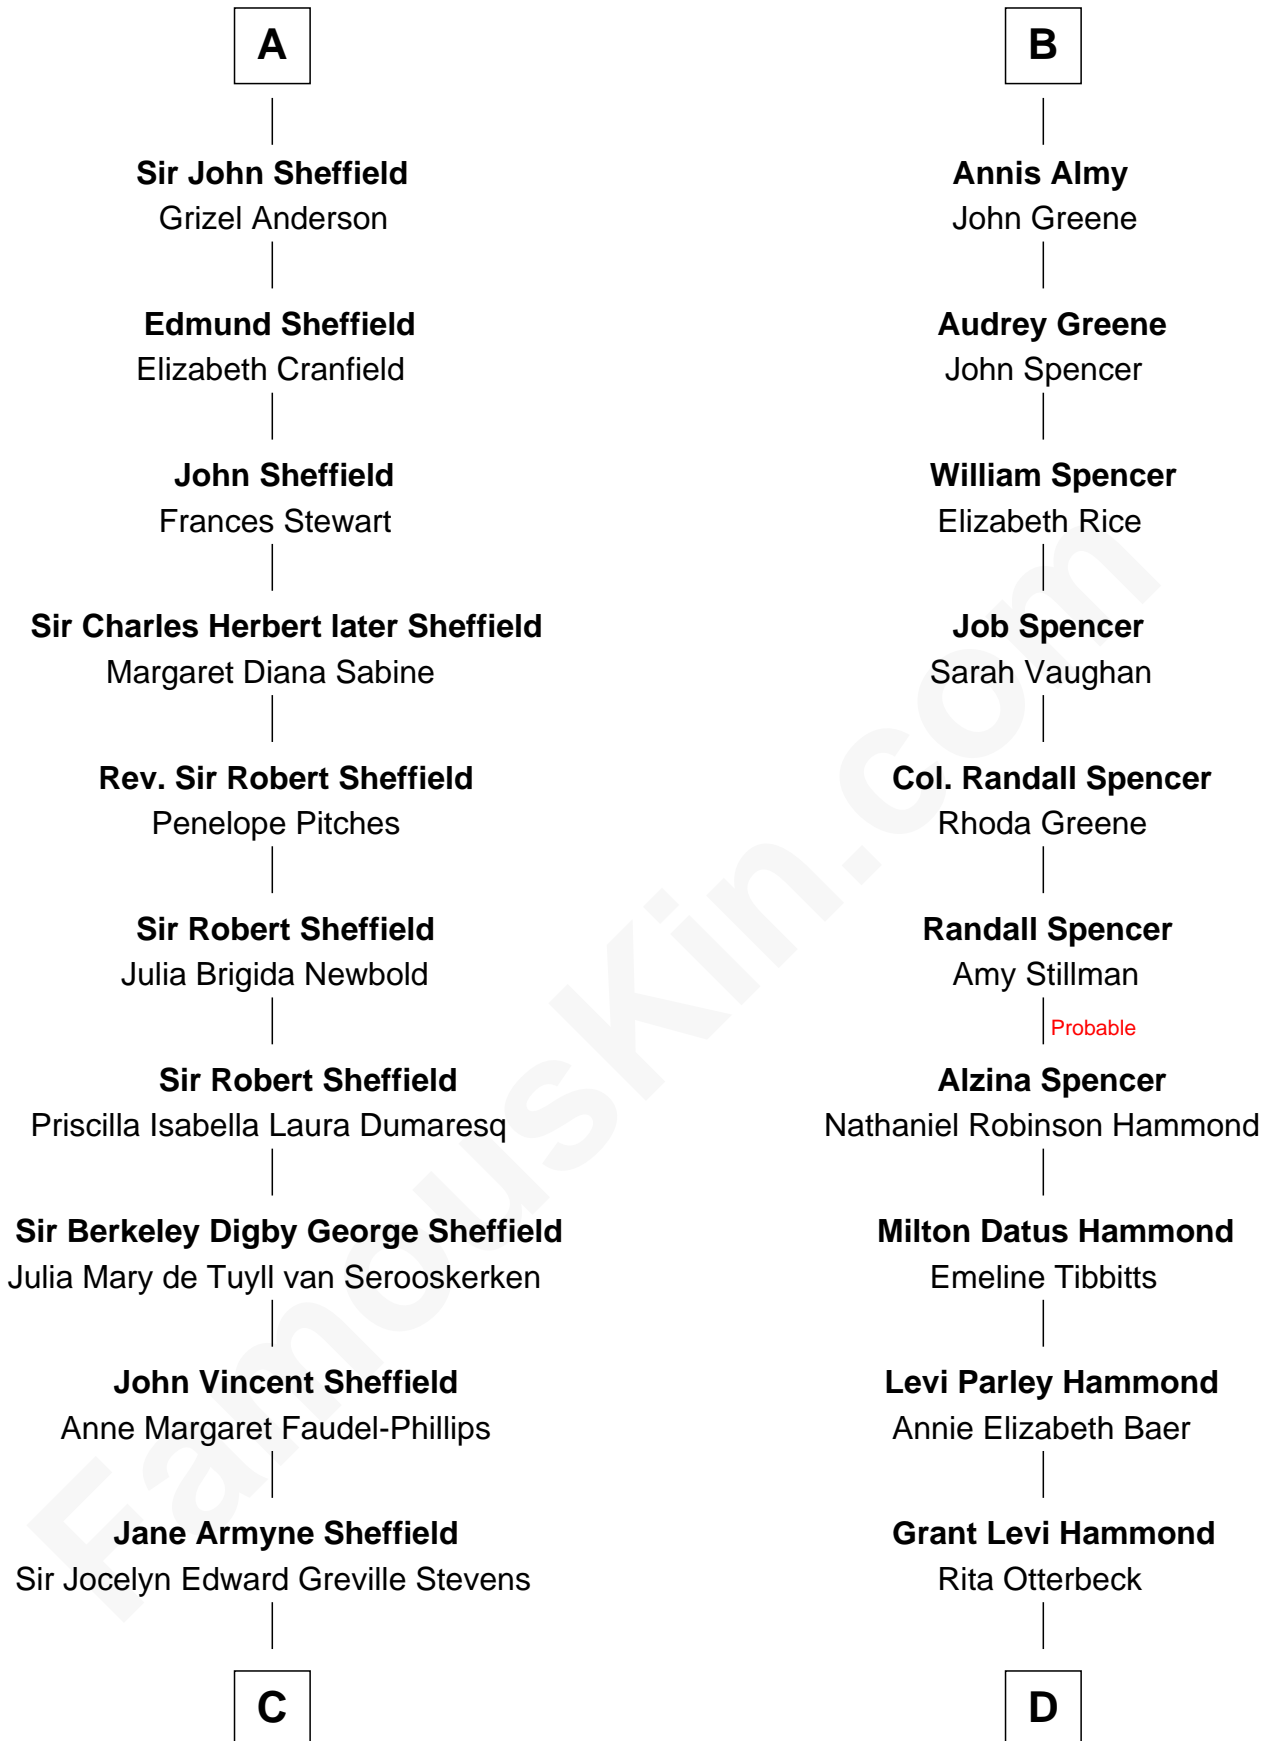 A
Sir John Sheffield
Grizel Anderson
Edmund Sheffield
Elizabeth Cranfield
John Sheffield
Frances Stewart
Sir Charles Herbert later Sheffield
Margaret Diana Sabine
Rev. Sir Robert Sheffield
Penelope Pitches
Sir Robert Sheffield
Julia Brigida Newbold
Sir Robert Sheffield
Priscilla Isabella Laura Dumaresq
Sir Berkeley Digby George Sheffield
Julia Mary de Tuyll van Serooskerken
John Vincent Sheffield
Anne Margaret Faudel-Phillips
Jane Armyne Sheffield
Sir Jocelyn Edward Greville Stevens
C
B
Annis Almy
John Greene
Audrey Greene
John Spencer
William Spencer
Elizabeth Rice
Job Spencer
Sarah Vaughan
Col. Randall Spencer
Rhoda Greene
Randall Spencer
Amy Stillman
Probable
Alzina Spencer
Nathaniel Robinson Hammond
Milton Datus Hammond
Emeline Tibbitts
Levi Parley Hammond
Annie Elizabeth Baer
Grant Levi Hammond
Rita Otterbeck
D
FamousKin.com